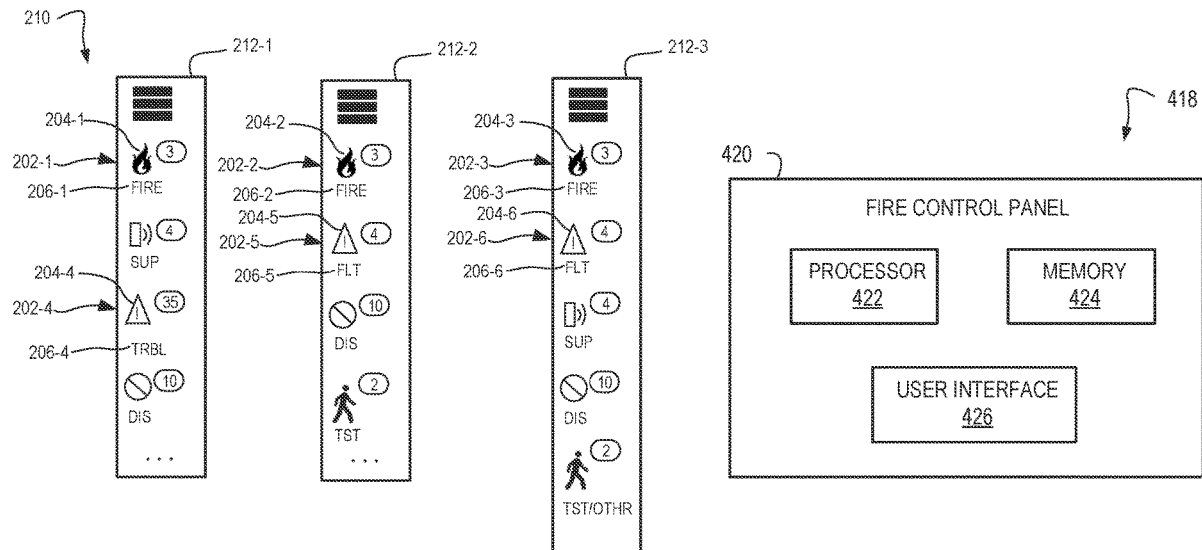 210
212-1
204-1
3
202-1
206-1
FIRE
4
SUP
204-4
35
202-4
206-4
TRBL
10
DIS
...
212-2
204-2
3
202-2
206-2
FIRE
204-5
4
202-5
206-5
FLT
10
DIS
2
TST
...
212-3
204-3
3
202-3
206-3
FIRE
204-6
4
202-6
206-6
FLT
4
SUP
10
DIS
2
TST/OTHR
418
420
FIRE CONTROL PANEL
PROCESSOR
422
MEMORY
424
USER INTERFACE
426